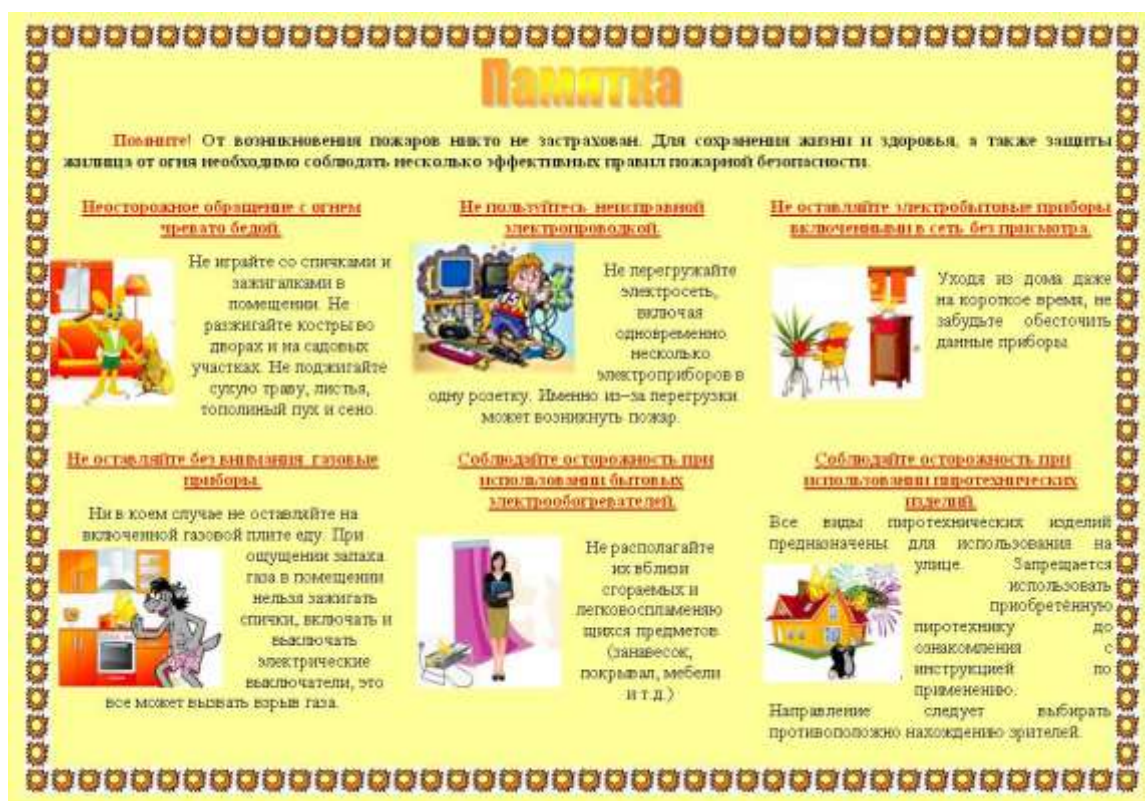 Памятка
Помните! От возникновения пожаров никто не застрахован. Для сохранения жизни и здоровья, а также защиты
жилища от огня необходимо соблюдать несколько эффективных правил пожарной безопасности.
Неосторожное обращение с огнем
чревато бедой.
Не играйте со спичками и
зажигалками в
помещении. Не
разжигайте костры во
дворах и на садовых
участках. Не поджигайте
сухую траву, листья,
тополиный пух и сено.
Не пользуйтесь неисправной
электропроводкой.
Не перегружайте
электросеть,
включая
одновременно
несколько
электроприборов в
одну розетку. Именно из–за перегрузки
может возникнуть пожар.
Не оставляйте электробытовые приборы
включенными в сеть без присмотра.
Уходя из дома даже
на короткое время, не
забудьте обесточить
данные приборы
Не оставляйте без внимания газовые
приборы.
Ни в коем случае не оставляйте на
включенной газовой плите еду. При
ощущении запаха
газа в помещении
нельзя зажигать
спички, включать и
выключать
электрические
выключатели, это
все может вызвать взрыв газа.
Соблюдайте осторожность при
использовании бытовых
электрообогревателей.
Не располагайте
их вблизи
сгораемых и
легковоспламеняю
щихся предметов
(занавесок,
покрывал, мебели
и т.д.)
Соблюдайте осторожность при
использовании пиротехнических
изделий.
Все виды пиротехнических изделий
предназначены для использования на
улице. Запрещается
использовать
приобретённую
пиротехнику до
ознакомления с
инструкцией по
применению.
Направление следует выбирать
противоположно нахождению зрителей.